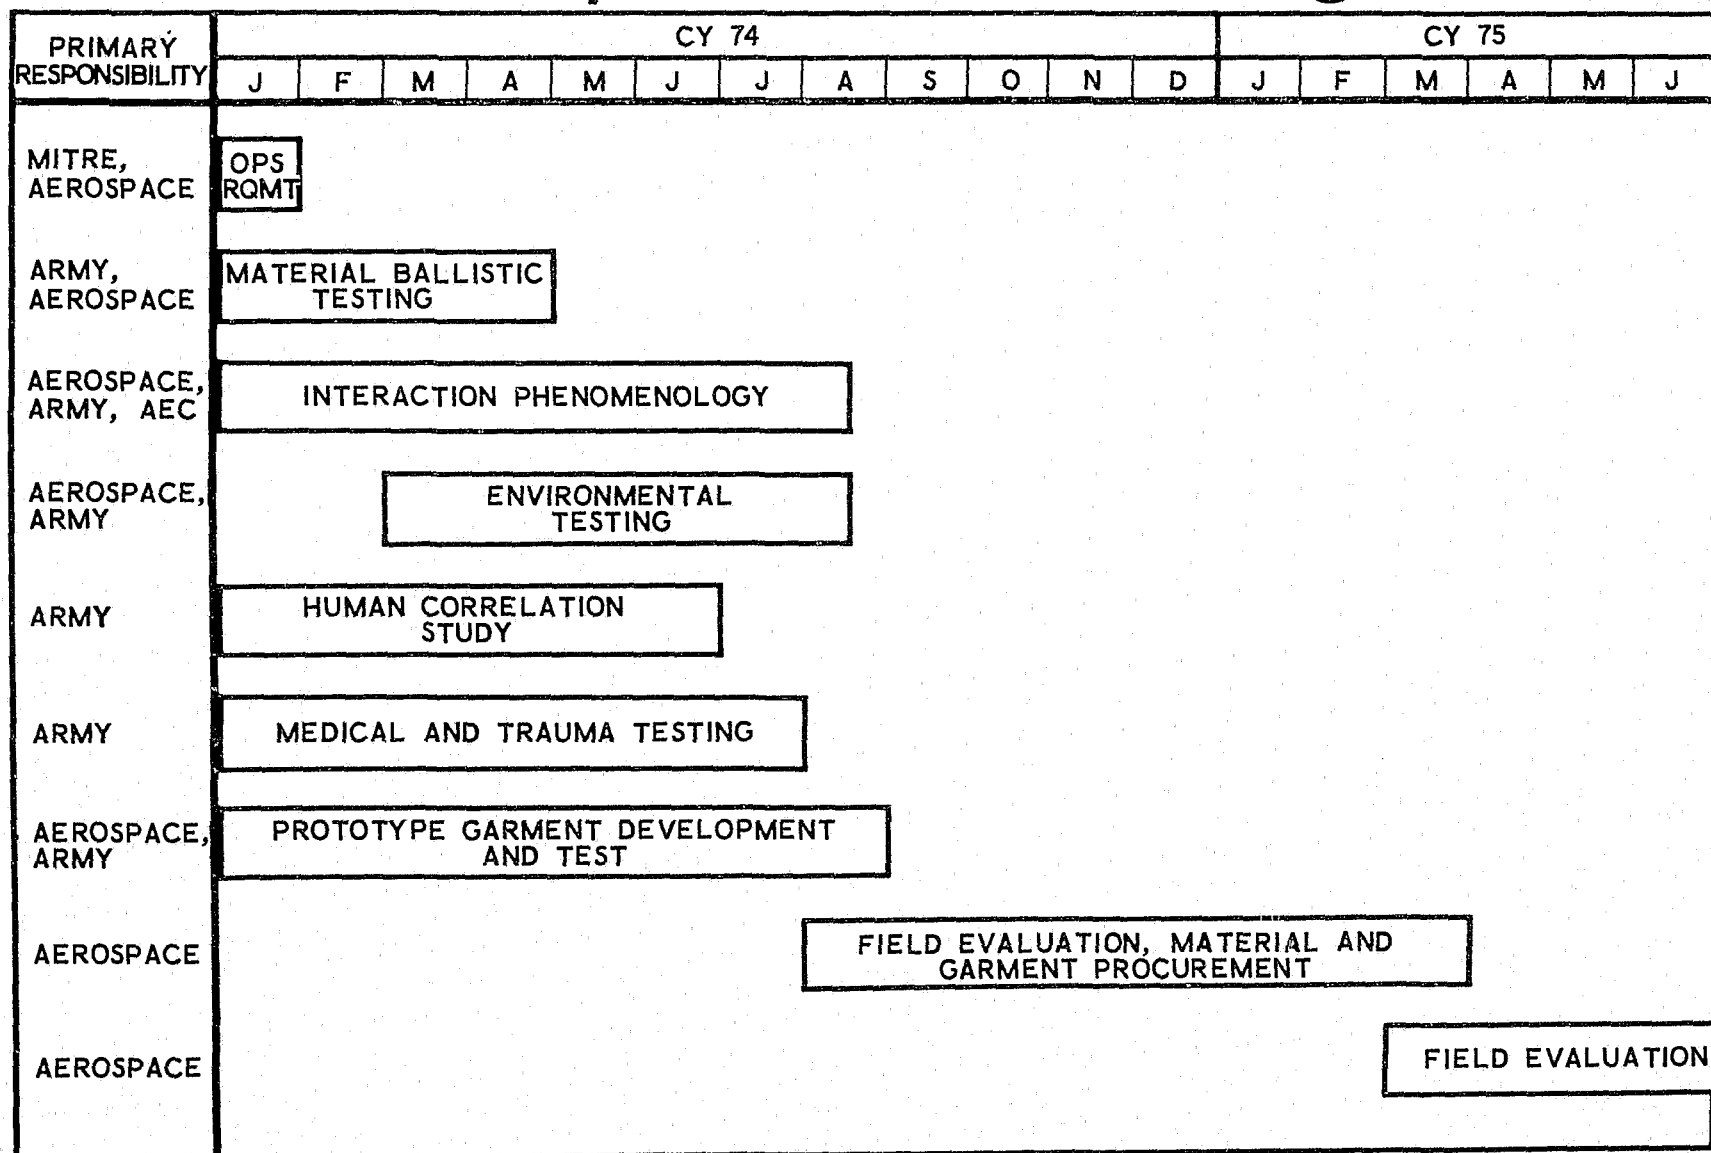 PRIMARY
RESPONSIBILITY
CY 74
CY 75
J F M A M J J A S O N D J F M A M J
MITRE,
AEROSPACE
OPS
RQMT
ARMY,
AEROSPACE
MATERIAL BALLISTIC
TESTING
AEROSPACE,
ARMY, AEC
INTERACTION PHENOMENOLOGY
AEROSPACE,
ARMY
ENVIRONMENTAL
TESTING
ARMY
HUMAN CORRELATION
STUDY
ARMY
MEDICAL AND TRAUMA TESTING
AEROSPACE,
ARMY
PROTOTYPE GARMENT DEVELOPMENT
AND TEST
AEROSPACE
FIELD EVALUATION, MATERIAL AND
GARMENT PROCUREMENT
AEROSPACE
FIELD EVALUATION